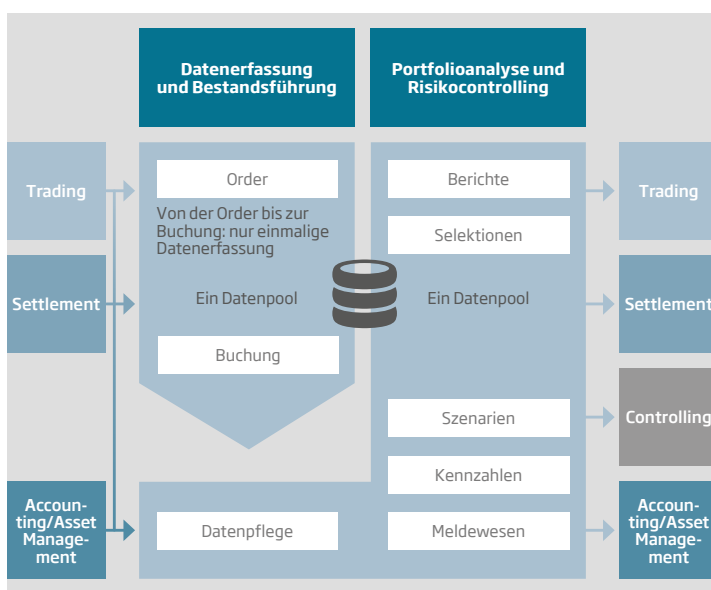 Datenerfassung
und Bestandsführung
Portfolioanalyse und
Risikocontrolling
Trading
Order
Berichte
Trading
Von der Order bis zur
Buchung: nur einmalige
Datenerfassung
Selektionen
Settlement
Ein Datenpool
Ein Datenpool
Settlement
Buchung
Szenarien
Controlling
Kennzahlen
Accoun-
ting/Asset
Manage-
ment
Datenpflege
Meldewesen
Accoun-
ting/Asset
Manage-
ment